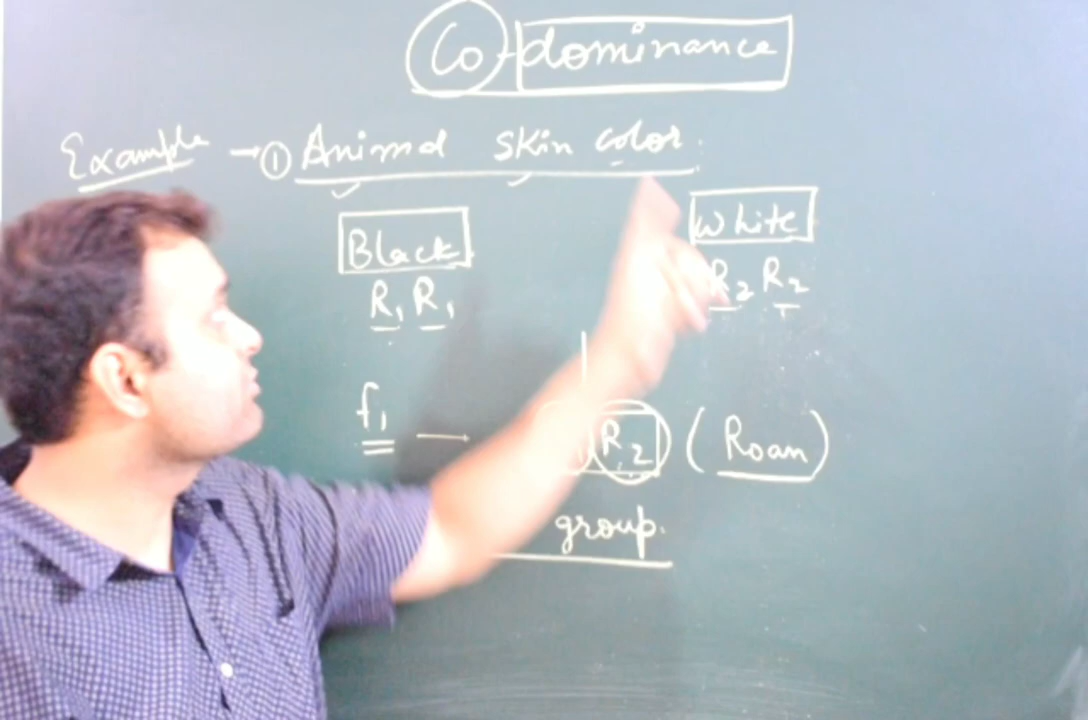 Co-dominance
Example → ① Animal skin color.
Black White
R₁R₁ R₂R₂
f₁ → R₂ (Roan)
group.